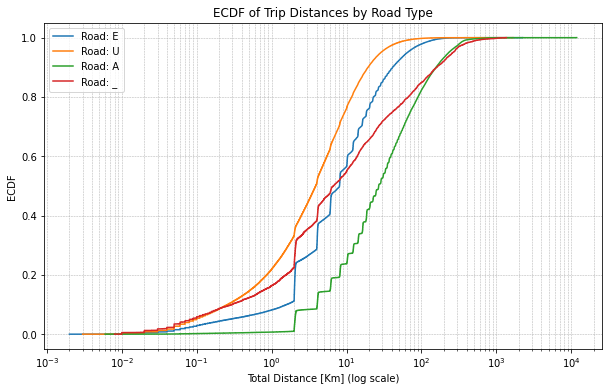 ECDF of Trip Distances by Road Type
Road: E
Road: U
Road: A
Road: _
ECDF
1.0
0.8
0.6
0.4
0.2
0.0
10⁻³ 10⁻² 10⁻¹ 10⁰ 10¹ 10² 10³ 10⁴
Total Distance [Km] (log scale)